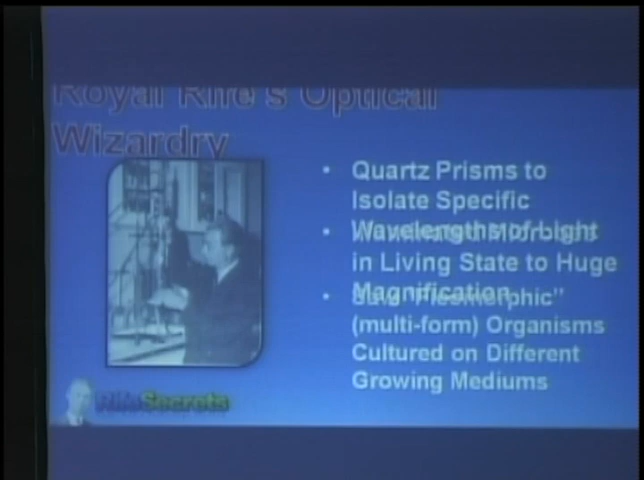 Royal Rife's Optical
Wizardry
• Quartz Prisms to
Isolate Specific
Wavelengths of Light
• Microbes
in Living State to Huge
Magnification
• Saw "Pleomorphic"
(multi-form) Organisms
Cultured on Different
Growing Mediums
RifeSecrets